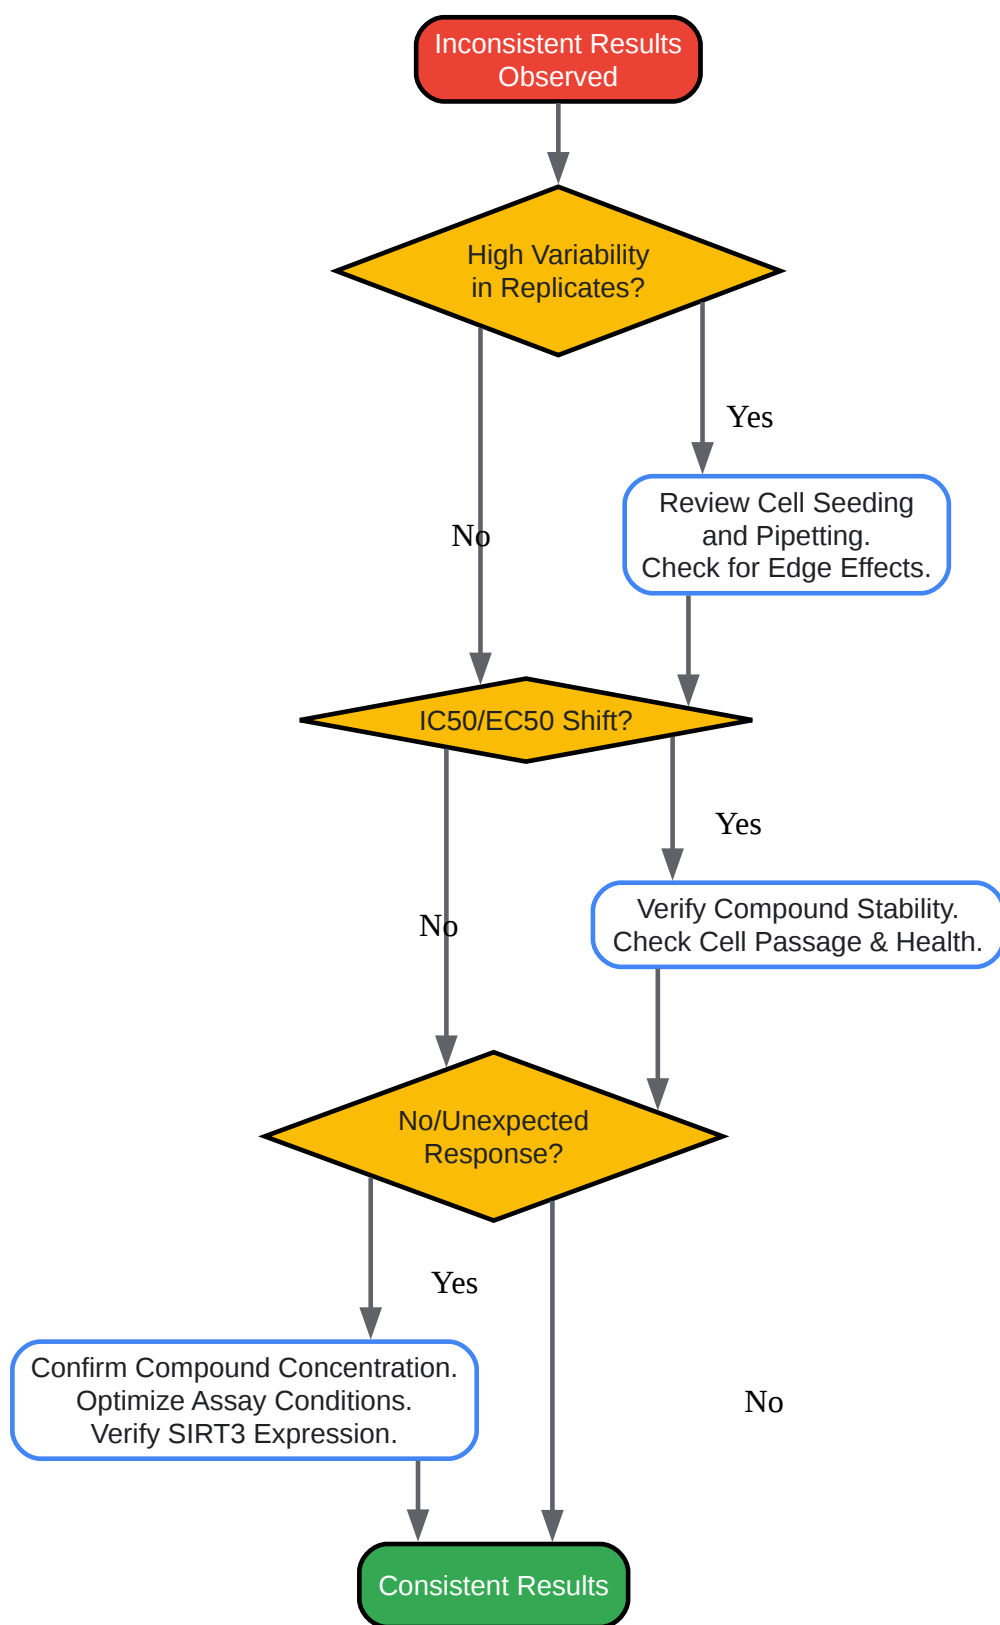 Inconsistent Results
Observed
High Variability
in Replicates?
Yes
No
Review Cell Seeding
and Pipetting.
Check for Edge Effects.
IC50/EC50 Shift?
Yes
No
Verify Compound Stability.
Check Cell Passage & Health.
No/Unexpected
Response?
Yes
No
Confirm Compound Concentration.
Optimize Assay Conditions.
Verify SIRT3 Expression.
Consistent Results